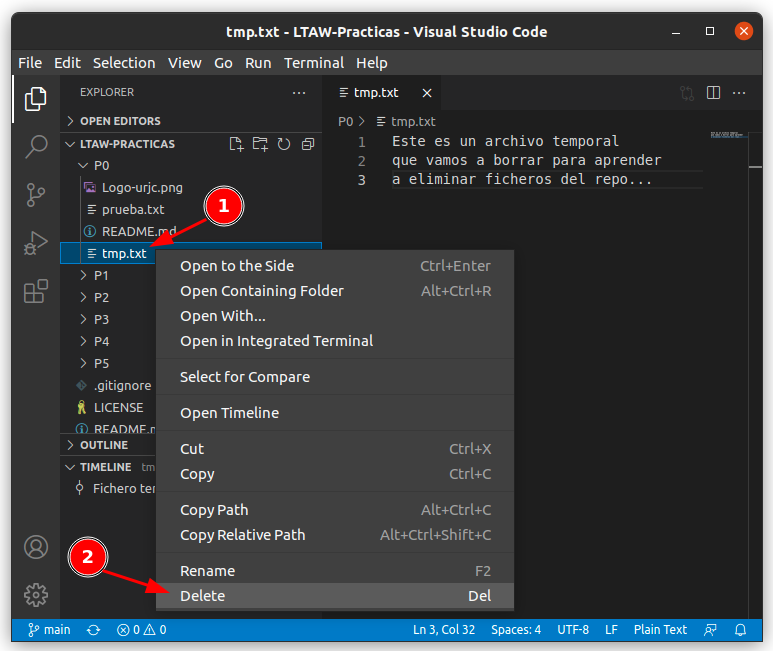 tmp.txt - LTAW-Practicas - Visual Studio Code
File Edit Selection View Go Run Terminal Help
EXPLORER
OPEN EDITORS
LTAW-PRACTICAS
P0
Logo-urjc.png
prueba.txt
README.md
tmp.txt
P1
P2
P3
P4
P5
.gitignore
LICENSE
README.m
OUTLINE
TIMELINE tm
Fichero ter
1
2
tmp.txt
P0 > tmp.txt
1 Este es un archivo temporal
2 que vamos a borrar para aprender
3 a eliminar ficheros del repo...
Open to the Side Ctrl+Enter
Open Containing Folder Alt+Ctrl+R
Open With...
Open in Integrated Terminal
Select for Compare
Open Timeline
Cut Ctrl+X
Copy Ctrl+C
Copy Path Alt+Ctrl+C
Copy Relative Path Alt+Ctrl+Shift+C
Rename F2
Delete Del
main 0 0 Ln 3, Col 32 Spaces: 4 UTF-8 LF Plain Text